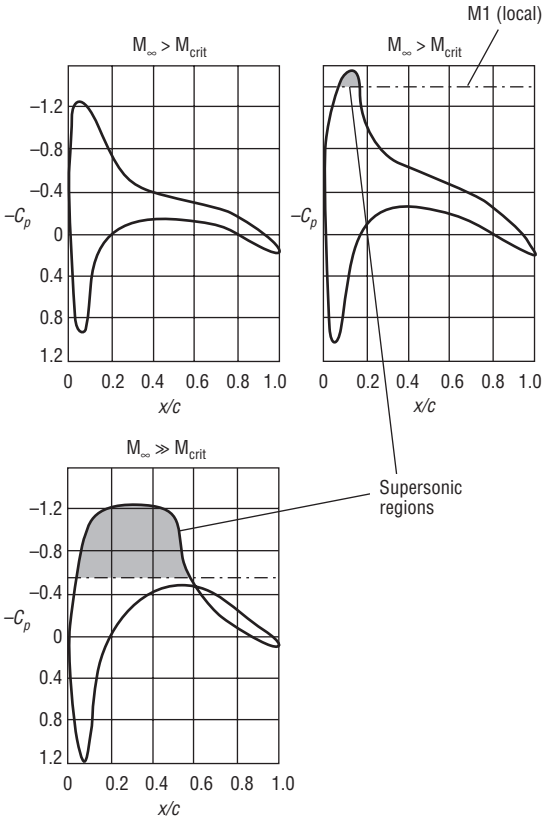 M1 (local)
M∞ > Mcrit
M∞ > Mcrit
–1.2
–0.8
–0.4
–Cp
0
0.4
0.8
1.2
0 0.2 0.4 0.6 0.8 1.0
x/c
–Cp
0 0.2 0.4 0.6 0.8 1.0
x/c
M∞ ≫ Mcrit
Supersonic
regions
–1.2
–0.8
–0.4
–Cp
0
0.4
0.8
1.2
0 0.2 0.4 0.6 0.8 1.0
x/c